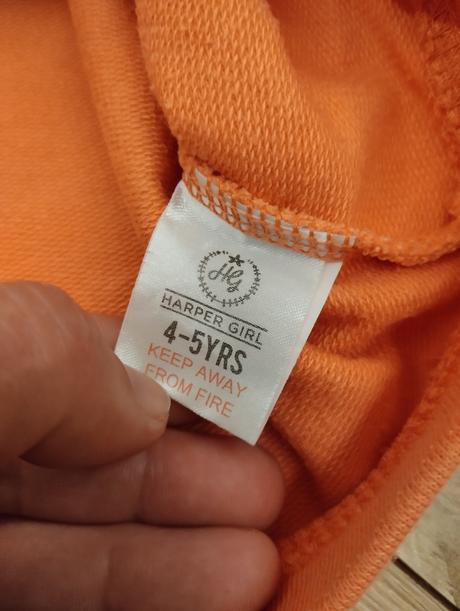 HG
HARPER GIRL
4-5YRS
KEEP AWAY
FROM FIRE